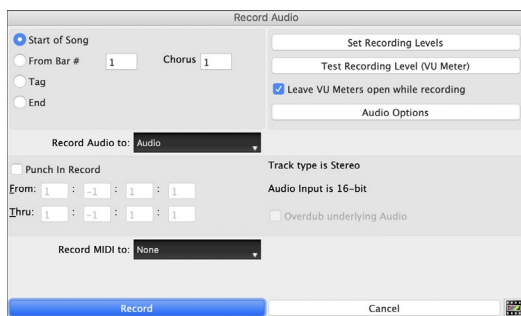 Record Audio
Start of Song
From Bar # 1 Chorus 1
Tag
End
Set Recording Levels
Test Recording Level (VU Meter)
Leave VU Meters open while recording
Audio Options
Record Audio to: Audio
Punch In Record
From: 1 : -1 : 1 : 1
Thru: 1 : -1 : 1 : 1
Track type is Stereo
Audio Input is 16-bit
Overdub underlying Audio
Record MIDI to: None
Record
Cancel